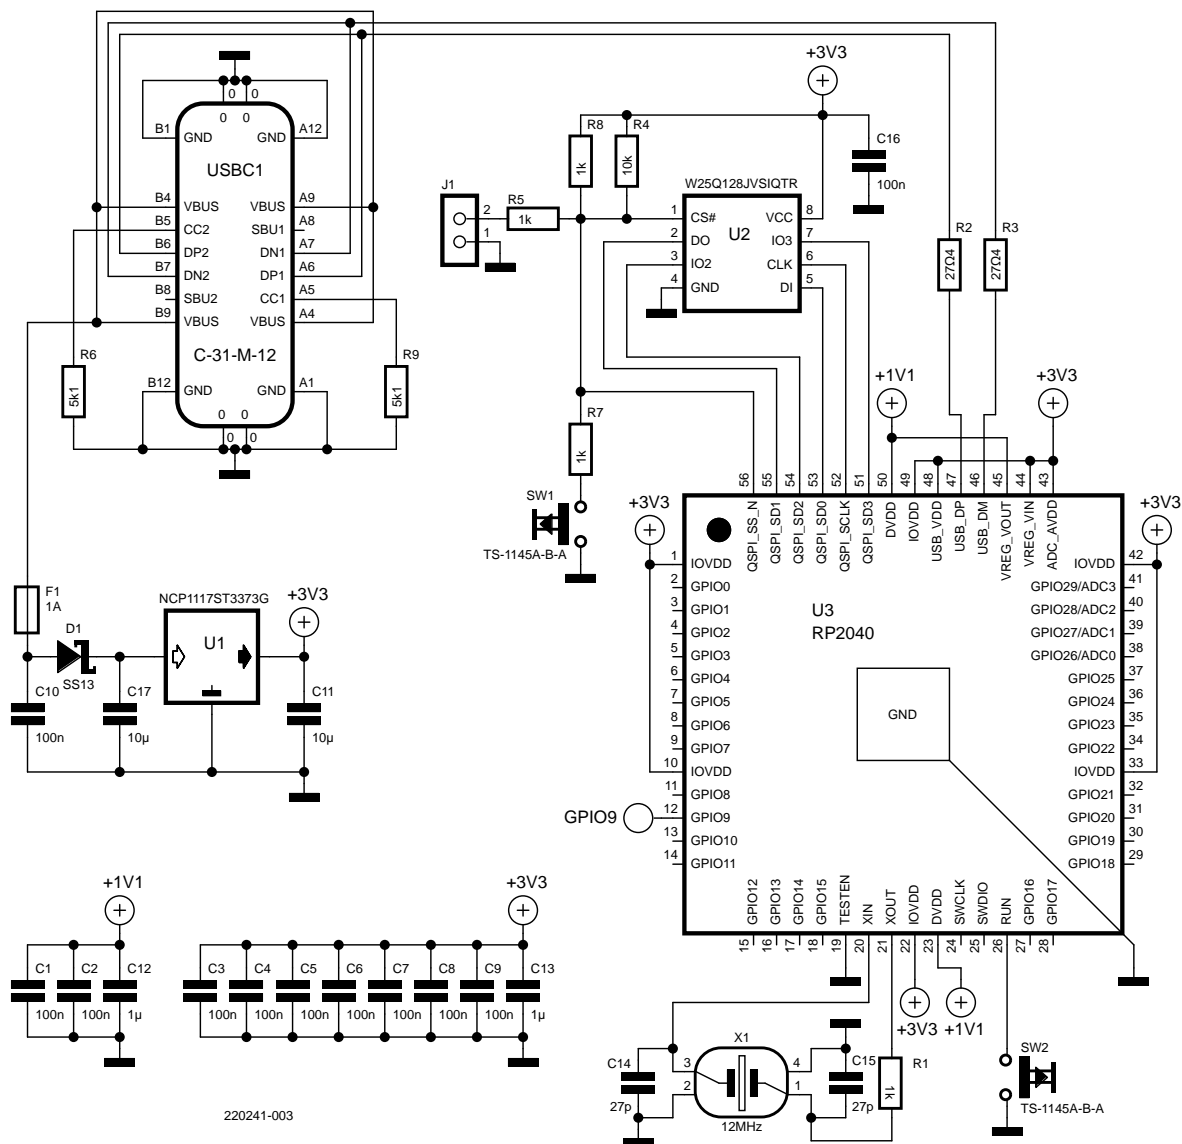 +3V3
0 0
0 0
B1 GND
GND A12
USBC1
B4 VBUS
VBUS A9
B5 CC2
SBU1 A8
B6 DP2
DN1 A7
B7 DN2
DP1 A6
B8 SBU2
CC1 A5
B9 VBUS
VBUS A4
C-31-M-12
B12 GND
GND A1
0 0
0 0
R6
5k1
R9
5k1
R8
1k
R4
10k
C16
100n
J1
2
1
R5
1k
W25Q128JVSIQTR
U2
1 CS#
VCC 8
2 DO
IO3 7
3 IO2
CLK 6
4 GND
DI 5
R2
27Ω4
R3
27Ω4
+1V1
+3V3
R7
1k
SW1
TS-1145A-B-A
+3V3
+3V3
56 QSPI_SS_N
55 QSPI_SD1
54 QSPI_SD2
53 QSPI_SD0
52 QSPI_SCLK
51 QSPI_SD3
50 DVDD
49 IOVDD
48 USB_VDD
47 USB_DP
46 USB_DM
45 VREG_VOUT
44 VREG_VIN
43 ADC_AVDD
U3
RP2040
GND
1 IOVDD
2 GPIO0
3 GPIO1
4 GPIO2
5 GPIO3
6 GPIO4
7 GPIO5
8 GPIO6
9 GPIO7
10 IOVDD
11 GPIO8
12 GPIO9
13 GPIO10
14 GPIO11
GPIO9
IOVDD 42
GPIO29/ADC3 41
GPIO28/ADC2 40
GPIO27/ADC1 39
GPIO26/ADC0 38
GPIO25 37
GPIO24 36
GPIO23 35
GPIO22 34
IOVDD 33
GPIO21 32
GPIO20 31
GPIO19 30
GPIO18 29
15 GPIO12
16 GPIO13
17 GPIO14
18 GPIO15
19 TESTEN
20 XIN
21 XOUT
22 IOVDD
23 DVDD
24 SWCLK
25 SWDIO
26 RUN
27 GPIO16
28 GPIO17
F1
1A
D1
SS13
NCP1117ST3373G
U1
+3V3
C10
100n
C17
10µ
C11
10µ
+1V1
C1
100n
C2
100n
C12
1µ
+3V3
C3
100n
C4
100n
C5
100n
C6
100n
C7
100n
C8
100n
C9
100n
C13
1µ
+3V3
+1V1
X1
3
2
4
1
12MHz
C14
27p
C15
27p
R1
1k
SW2
TS-1145A-B-A
220241-003